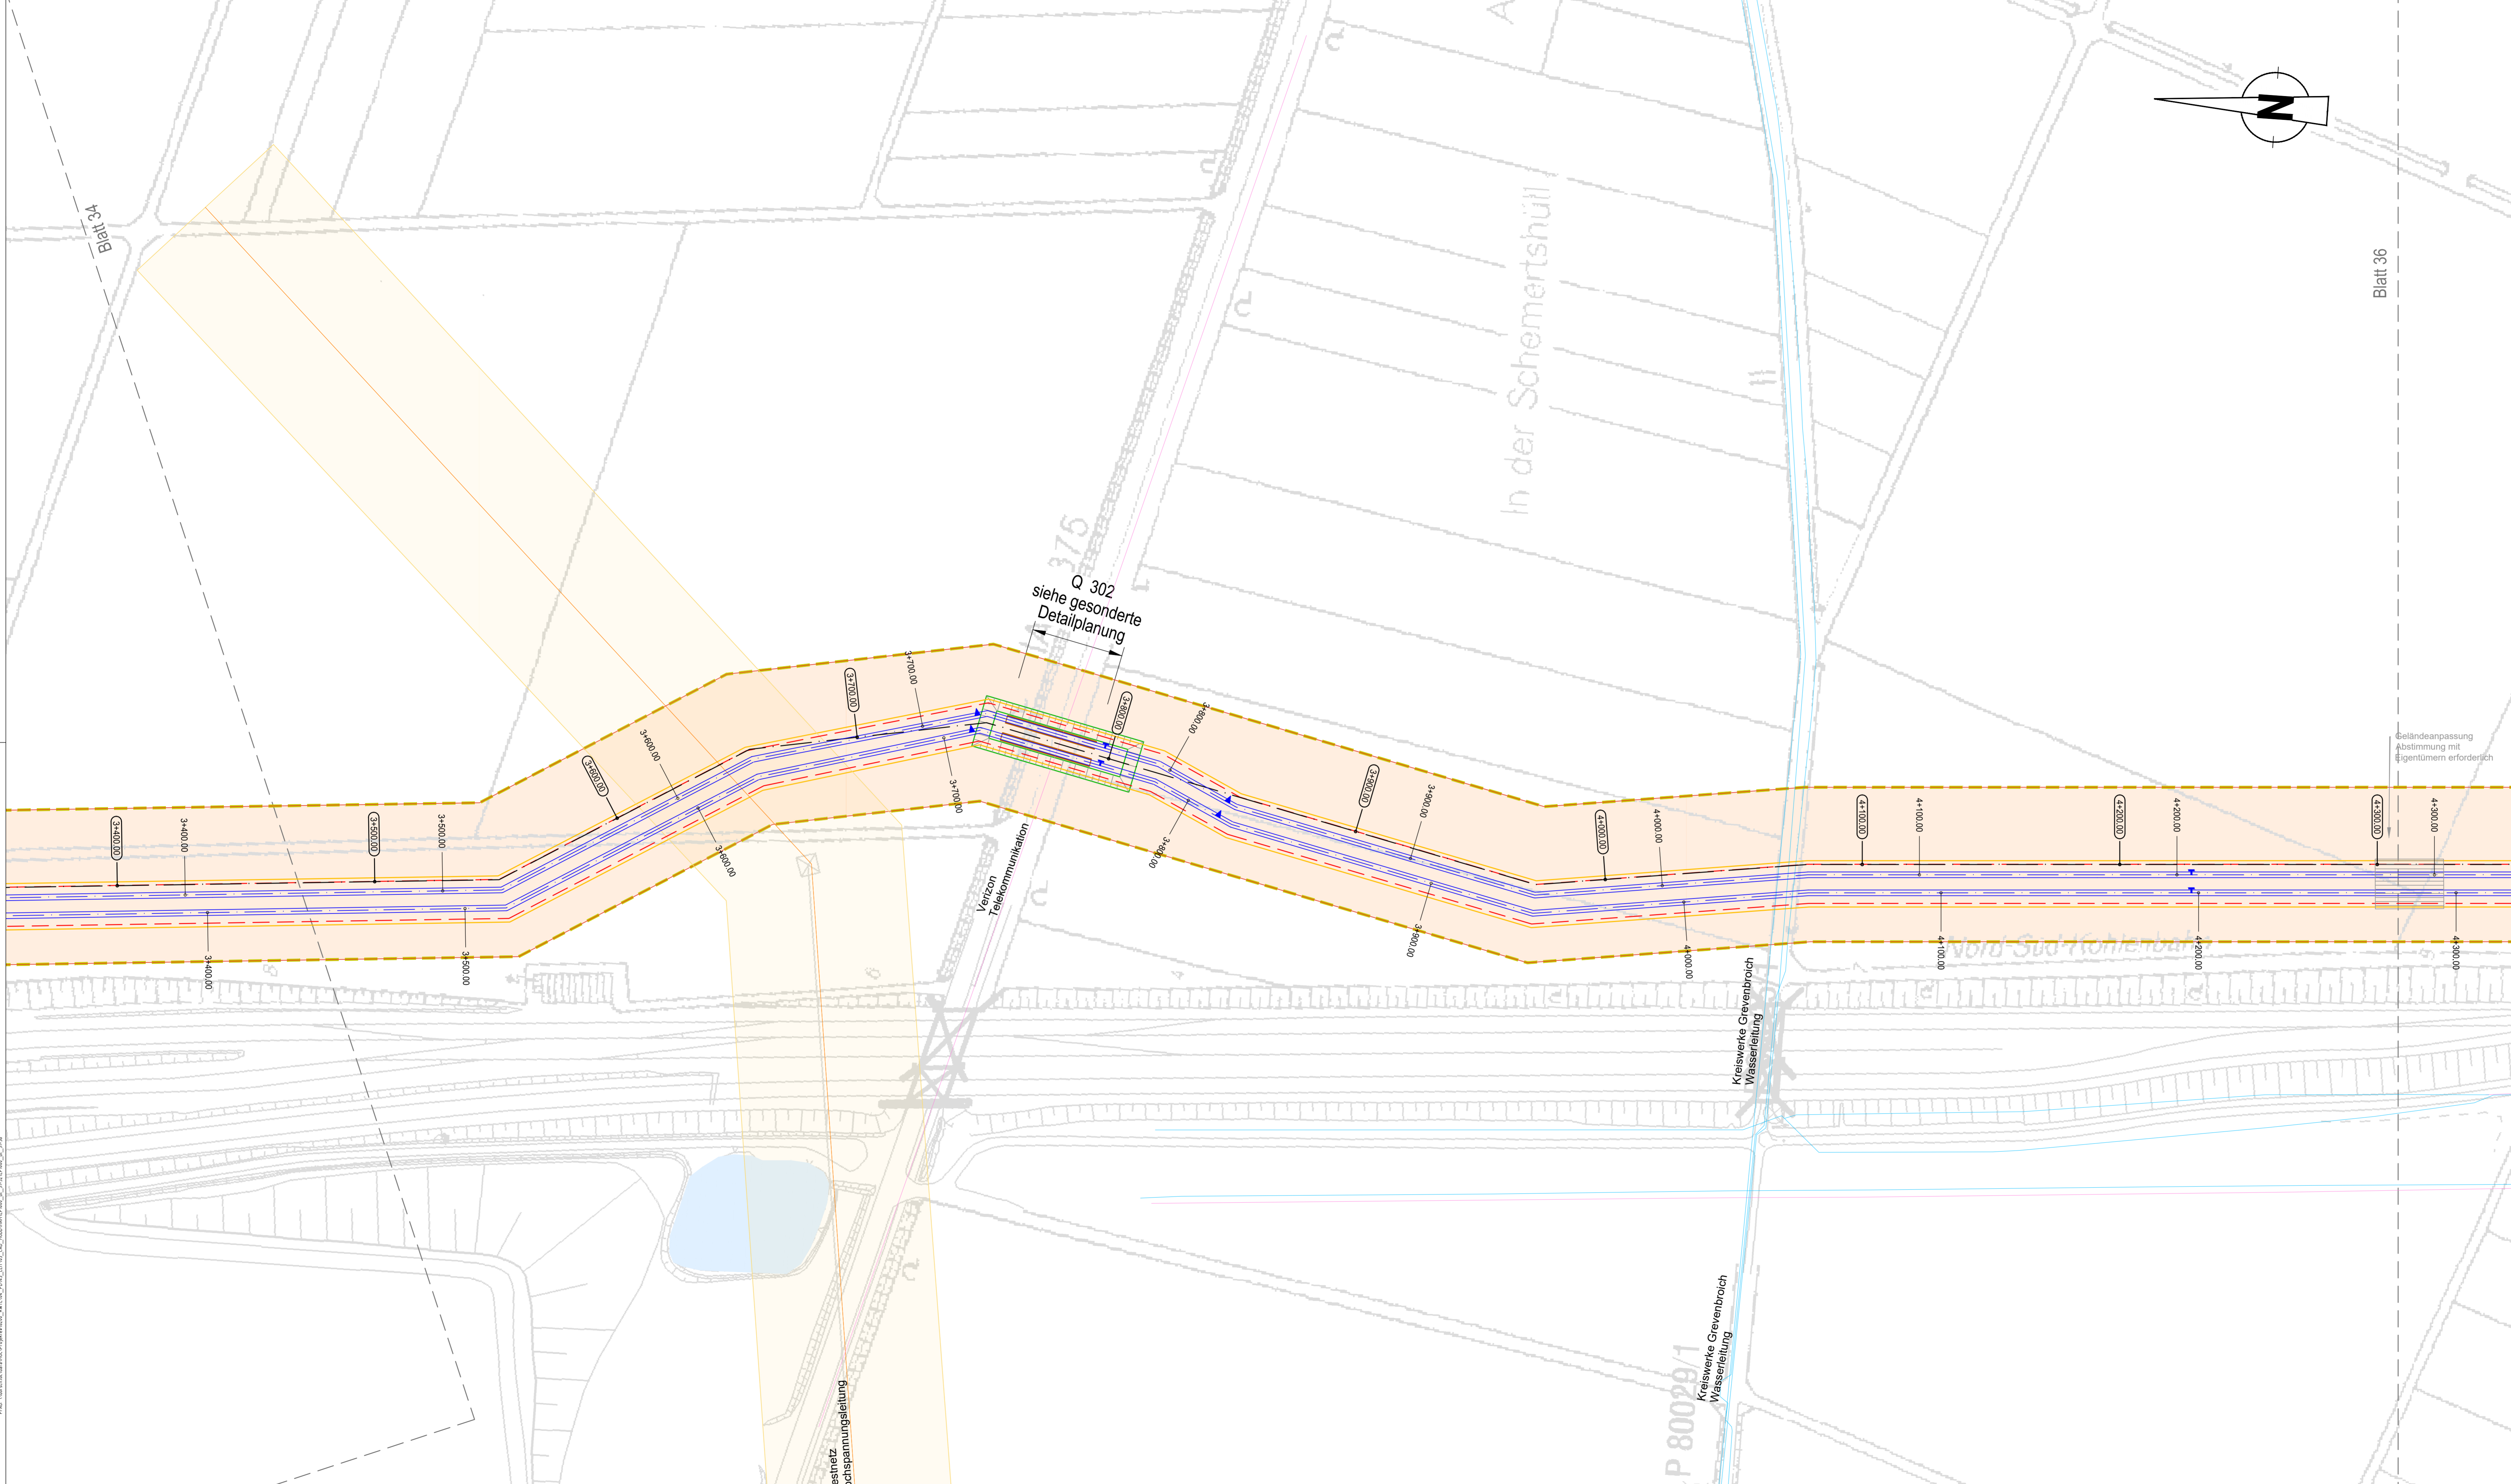 Blatt 34
Blatt 36
N
In der Schemertshüll
375
Q 302
siehe gesonderte
Detailplanung
3+400.00
3+400.00
3+400.00
3+500.00
3+500.00
3+500.00
3+600.00
3+600.00
3+600.00
3+700.00
3+700.00
3+700.00
3+800.00
3+800.00
3+800.00
3+900.00
3+900.00
3+900.00
4+000.00
4+000.00
4+000.00
4+100.00
4+100.00
4+100.00
4+200.00
4+200.00
4+200.00
4+300.00
4+300.00
4+300.00
Geländeanpassung
Abstimmung mit
Eigentümern erforderlich
Verizon
Telekommunikation
Nord-Süd-Kohlenbahn
Kreiswerke Grevenbroich
Wasserleitung
Kreiswerke Grevenbroich
Wasserleitung
P 80029/1
estnetz
ochspannungsleitung